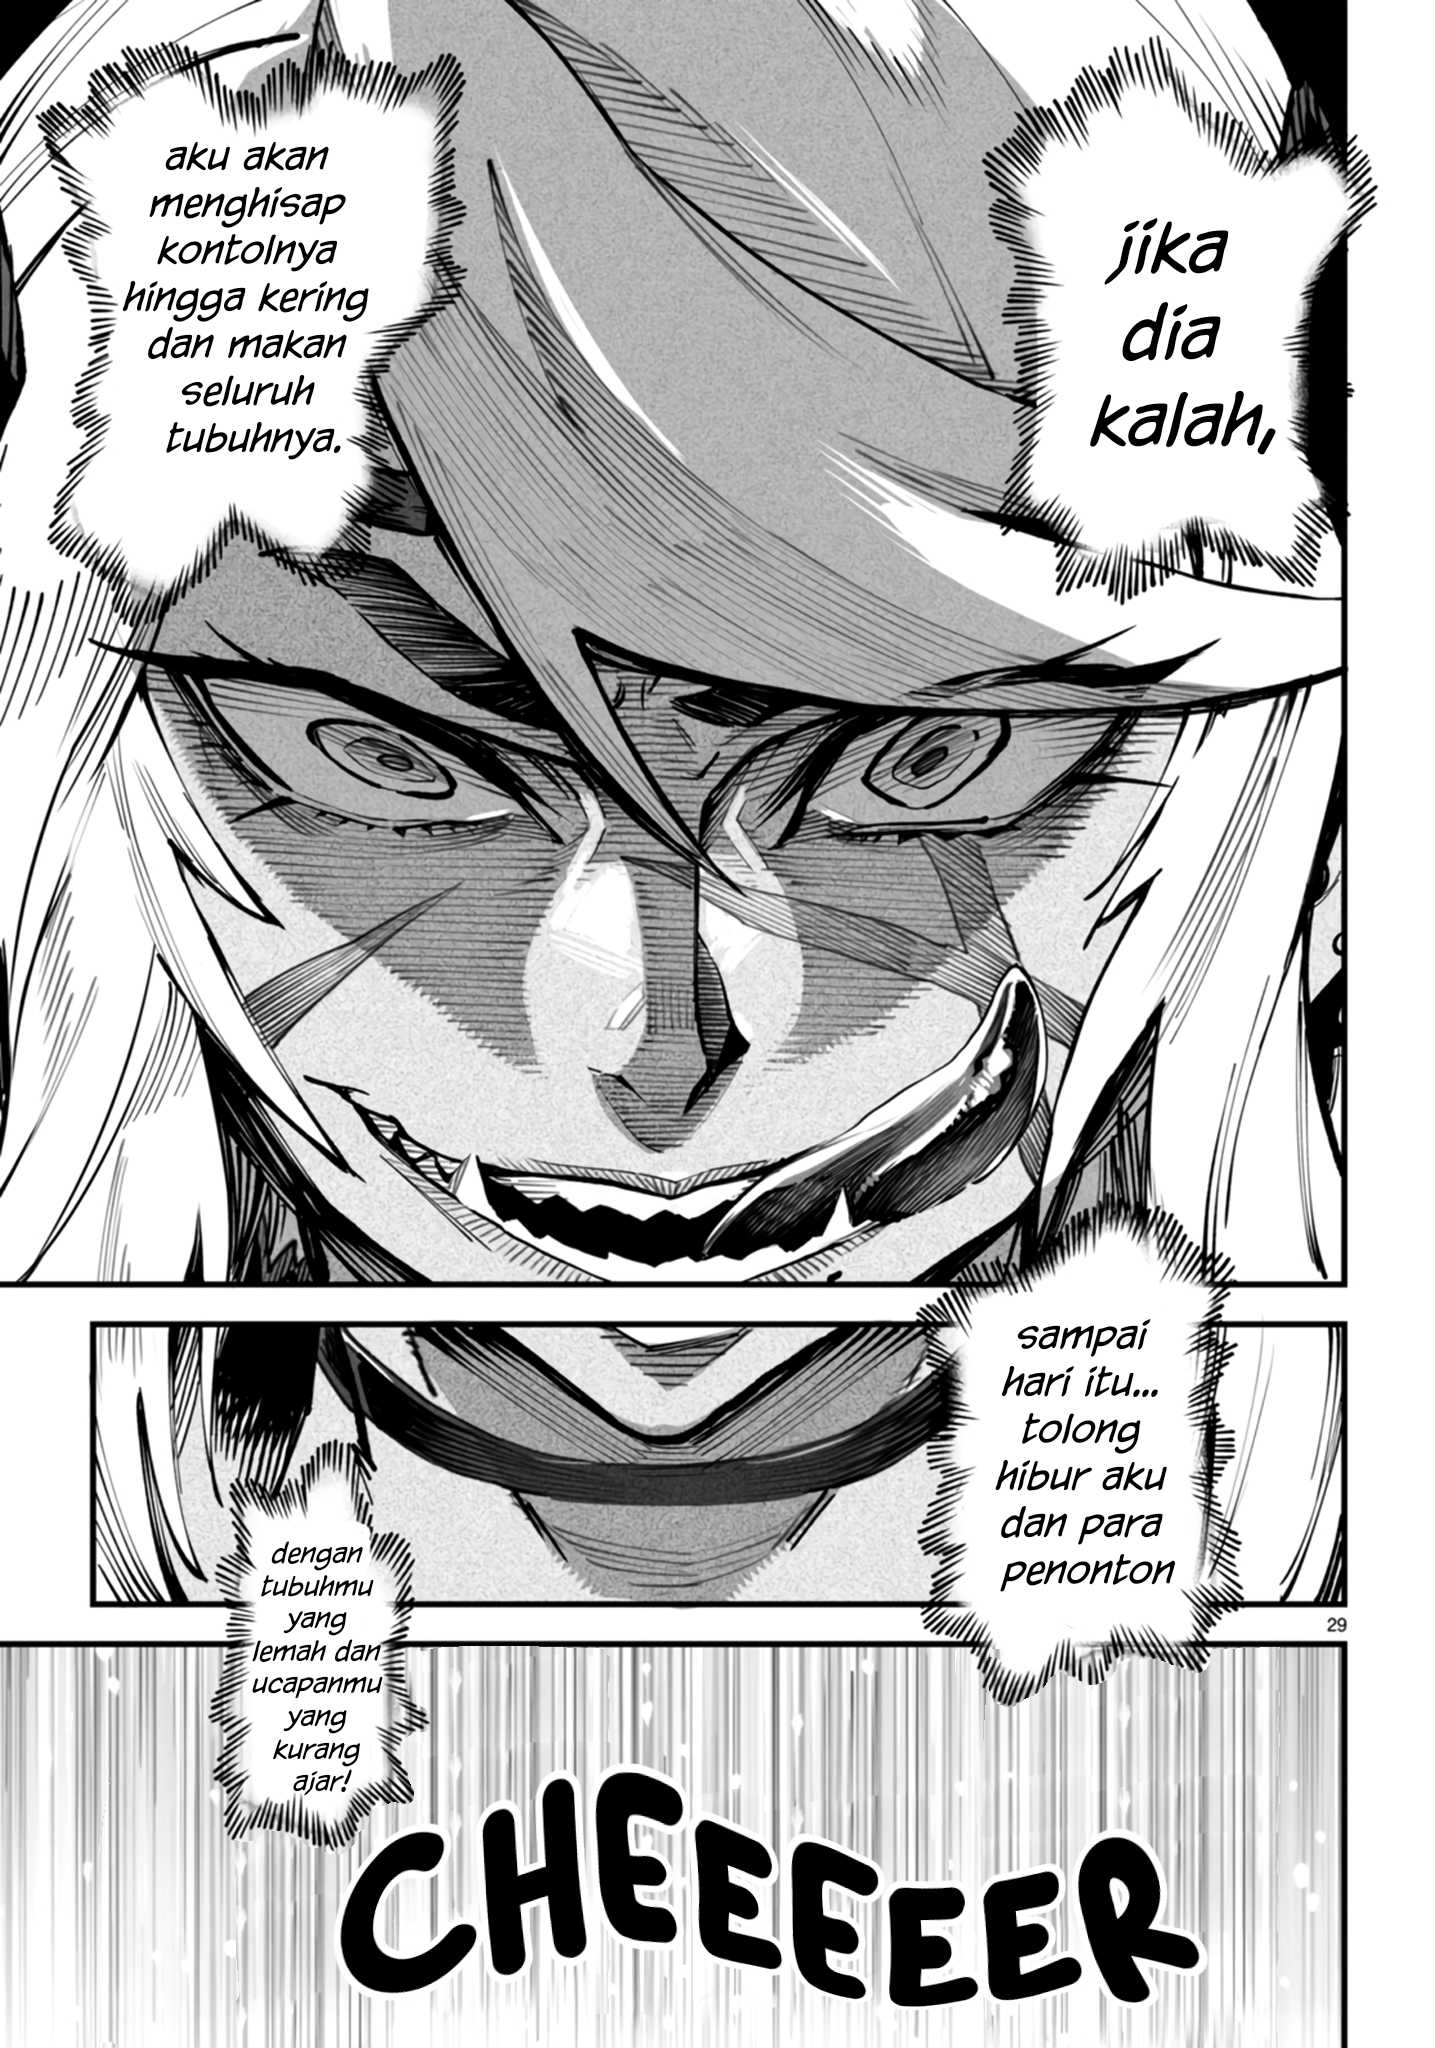 jika
dia
kalah,
aku akan
menghisap
kontolnya
hingga kering
dan makan
seluruh
tubuhnya.
sampai
hari itu...
tolong
hibur aku
dan para
penonton
dengan
tubuhmu
yang
lemah dan
ucapanmu
yang
kurang
ajar!
29
CHEEEEER